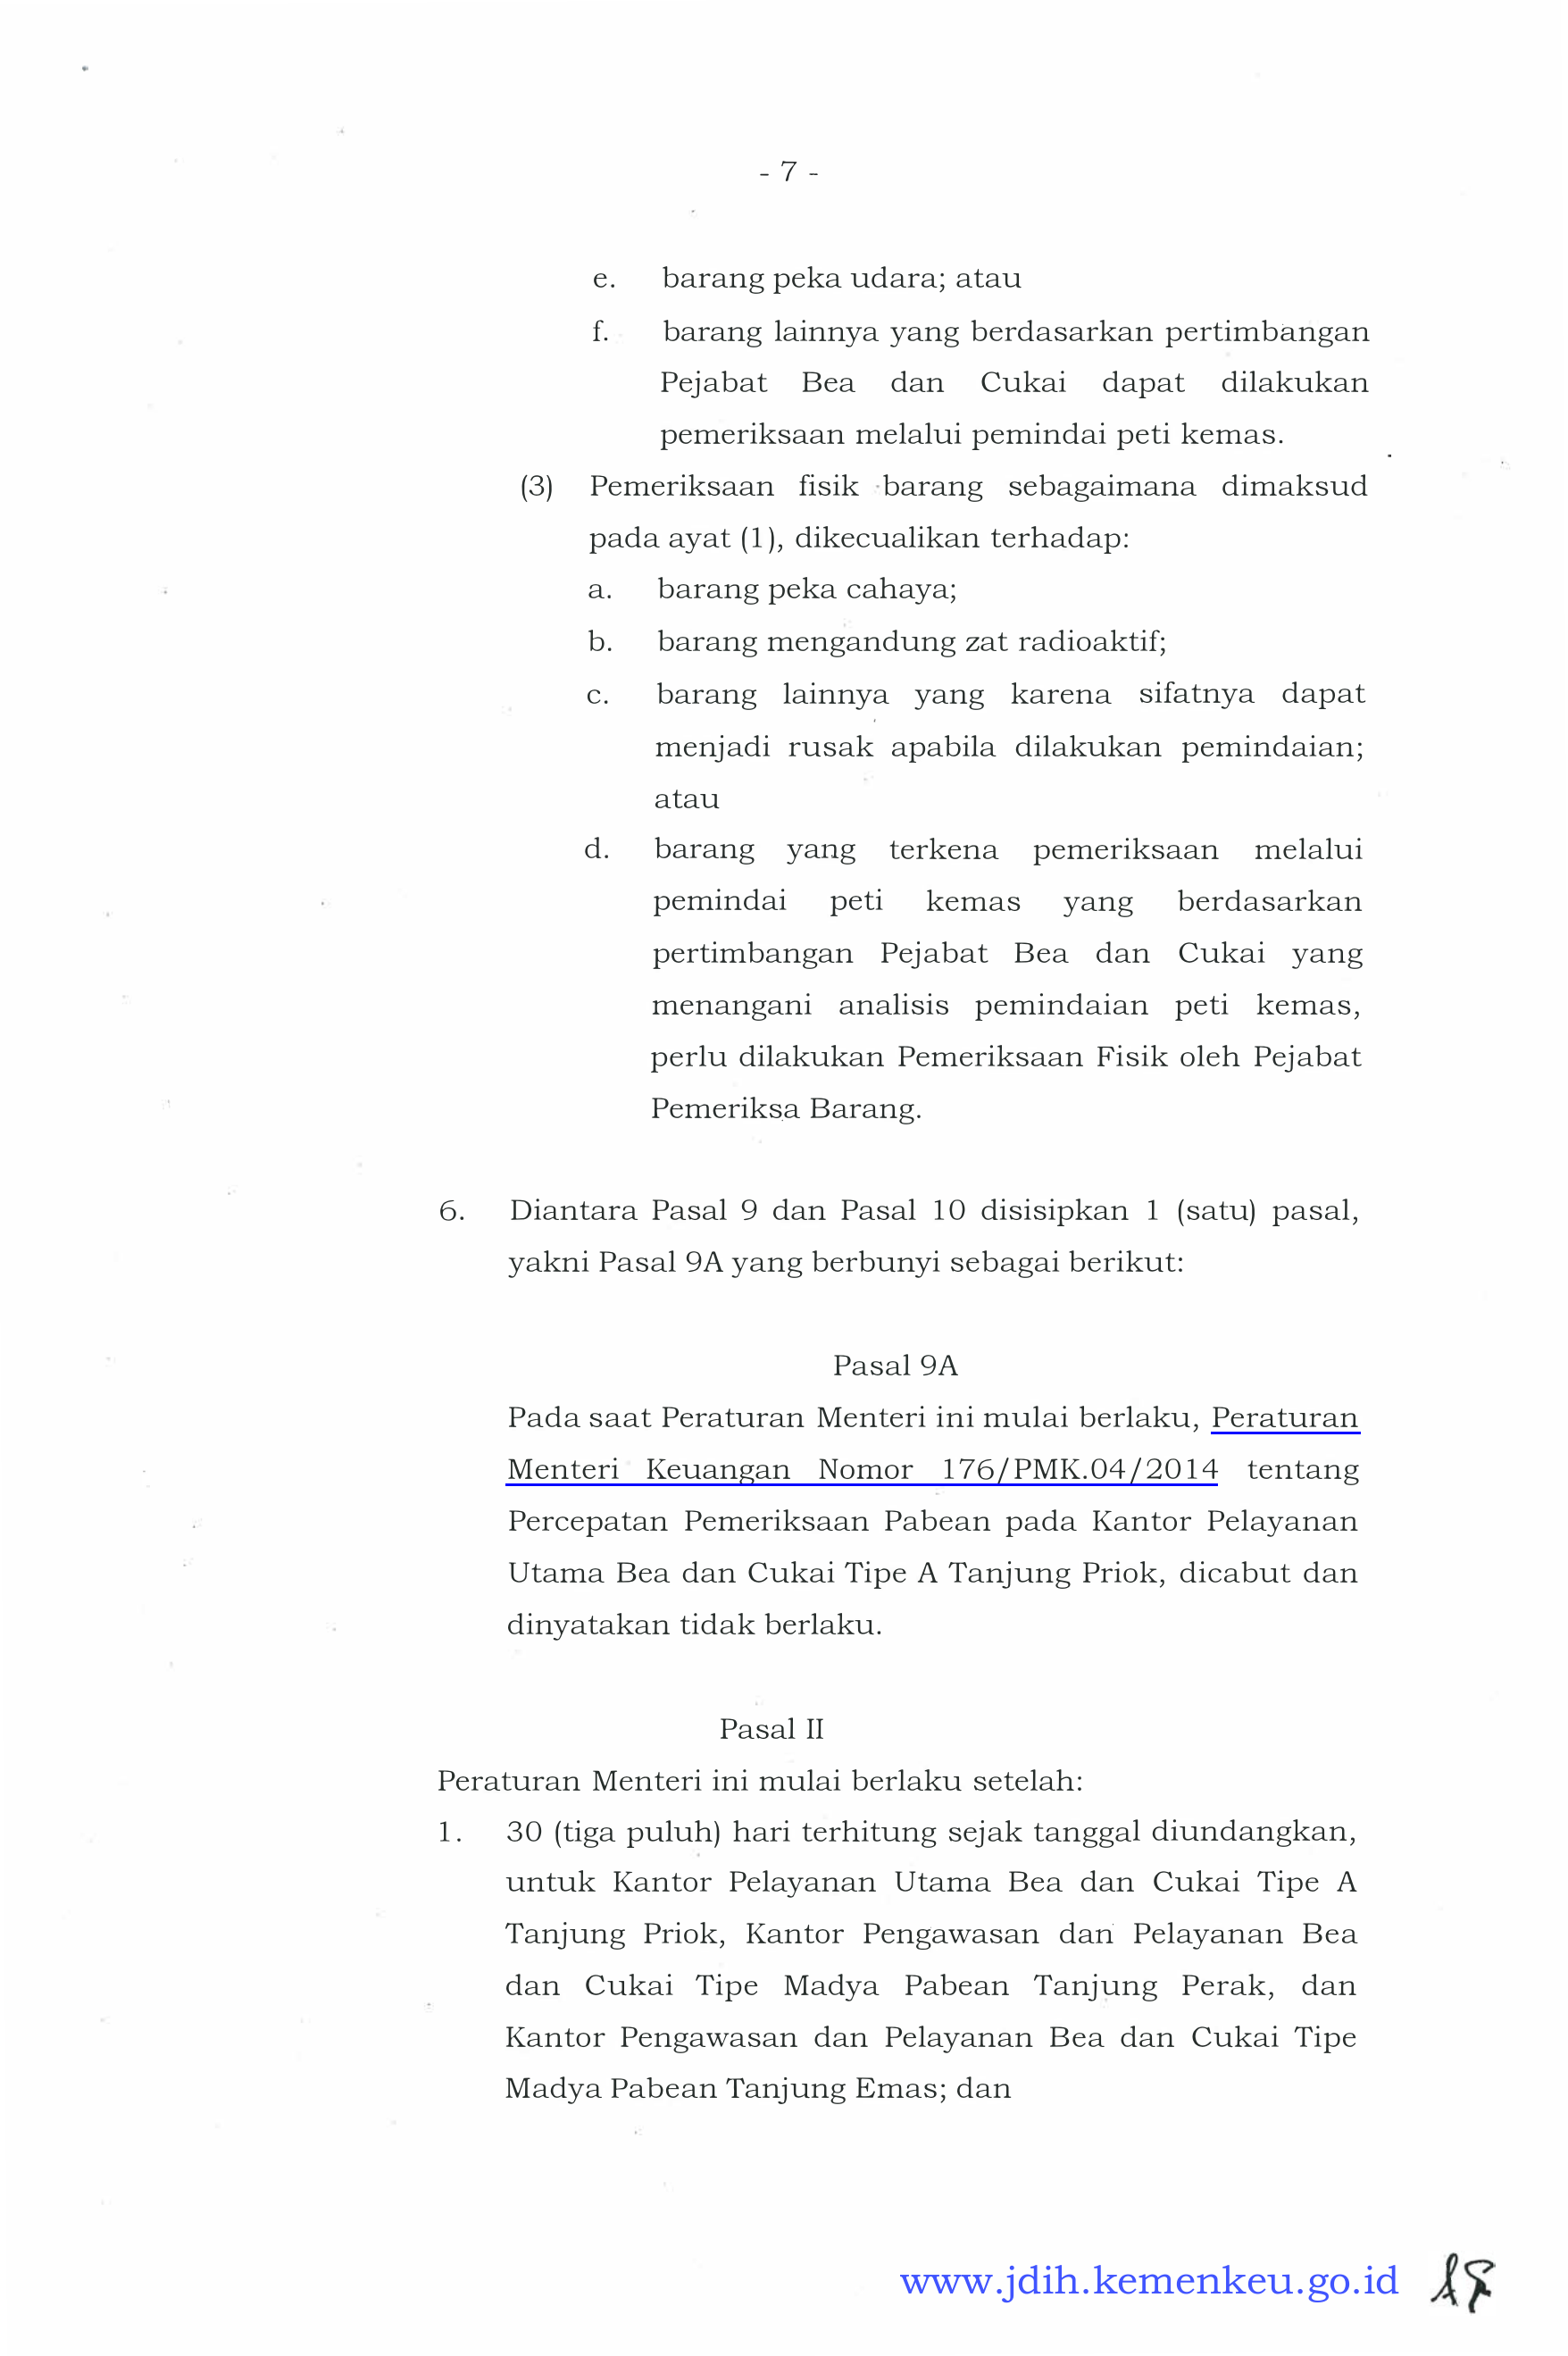 - 7 -
e. barang peka udara; atau
f. barang lainnya yang berdasarkan pertimbangan
Pejabat Bea dan Cukai dapat dilakukan
pemeriksaan melalui pemindai peti kemas.
(3) Pemeriksaan fisik barang sebagaimana dimaksud
pada ayat (1), dikecualikan terhadap:
a. barang peka cahaya;
b. barang mengandung zat radioaktif;
c. barang lainnya yang karena sifatnya dapat
menjadi rusak apabila dilakukan pemindaian;
atau
d. barang yang terkena pemeriksaan melalui
pemindai peti kemas yang berdasarkan
pertimbangan Pejabat Bea dan Cukai yang
menangani analisis pemindaian peti kemas,
perlu dilakukan Pemeriksaan Fisik oleh Pejabat
Pemeriksa Barang.
6. Diantara Pasal 9 dan Pasal 10 disisipkan 1 (satu) pasal,
yakni Pasal 9A yang berbunyi sebagai berikut:
Pasal 9A
Pada saat Peraturan Menteri ini mulai berlaku, Peraturan
Menteri Keuangan Nomor 176/PMK.04/2014 tentang
Percepatan Pemeriksaan Pabean pada Kantor Pelayanan
Utama Bea dan Cukai Tipe A Tanjung Priok, dicabut dan
dinyatakan tidak berlaku.
Pasal II
Peraturan Menteri ini mulai berlaku setelah:
1. 30 (tiga puluh) hari terhitung sejak tanggal diundangkan,
untuk Kantor Pelayanan Utama Bea dan Cukai Tipe A
Tanjung Priok, Kantor Pengawasan dan Pelayanan Bea
dan Cukai Tipe Madya Pabean Tanjung Perak, dan
Kantor Pengawasan dan Pelayanan Bea dan Cukai Tipe
Madya Pabean Tanjung Emas; dan
www.jdih.kemenkeu.go.id